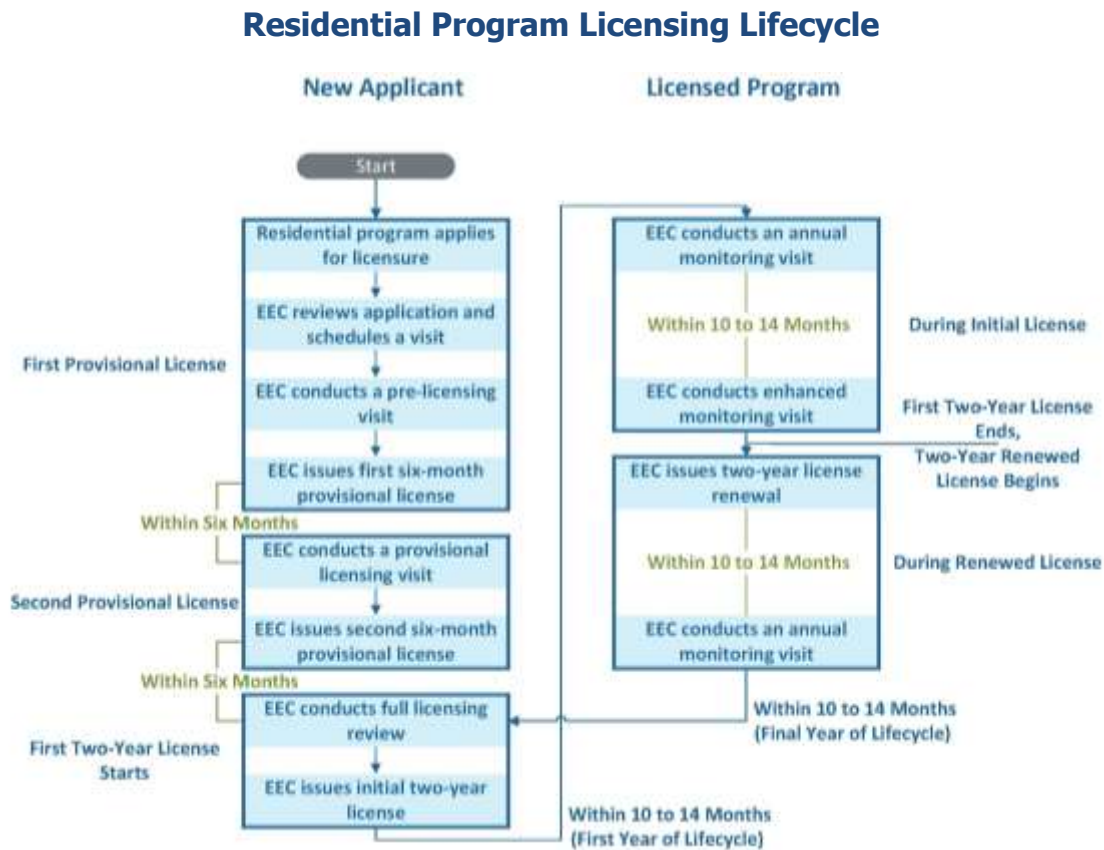 Residential Program Licensing Lifecycle
New Applicant
Licensed Program
Start
Residential program applies
for licensure
EEC reviews application and
schedules a visit
First Provisional License
EEC conducts a pre-licensing
visit
EEC issues first six-month
provisional license
Within Six Months
EEC conducts a provisional
licensing visit
Second Provisional License
EEC issues second six-month
provisional license
Within Six Months
EEC conducts full licensing
review
First Two-Year License
Starts
EEC issues initial two-year
license
Within 10 to 14 Months
(First Year of Lifecycle)
EEC conducts an annual
monitoring visit
Within 10 to 14 Months
During Initial License
EEC conducts enhanced
monitoring visit
First Two-Year License
Ends,
Two-Year Renewed
License Begins
EEC issues two-year license
renewal
Within 10 to 14 Months
During Renewed License
EEC conducts an annual
monitoring visit
Within 10 to 14 Months
(Final Year of Lifecycle)